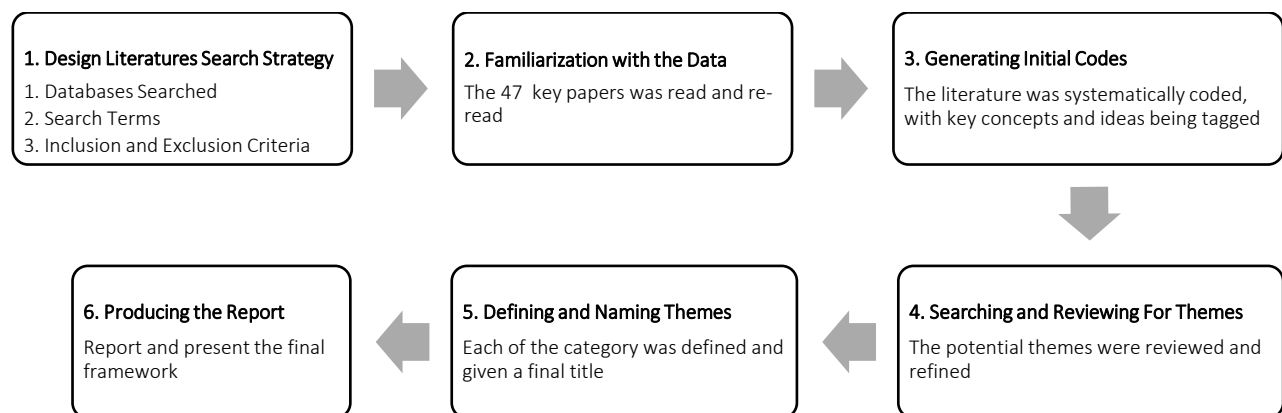 1. Design Literatures Search Strategy
1. Databases Searched
2. Search Terms
3. Inclusion and Exclusion Criteria
2. Familiarization with the Data
The 47 key papers was read and re-
read
3. Generating Initial Codes
The literature was systematically coded,
with key concepts and ideas being tagged
4. Searching and Reviewing For Themes
The potential themes were reviewed and
refined
5. Defining and Naming Themes
Each of the category was defined and
given a final title
6. Producing the Report
Report and present the final
framework